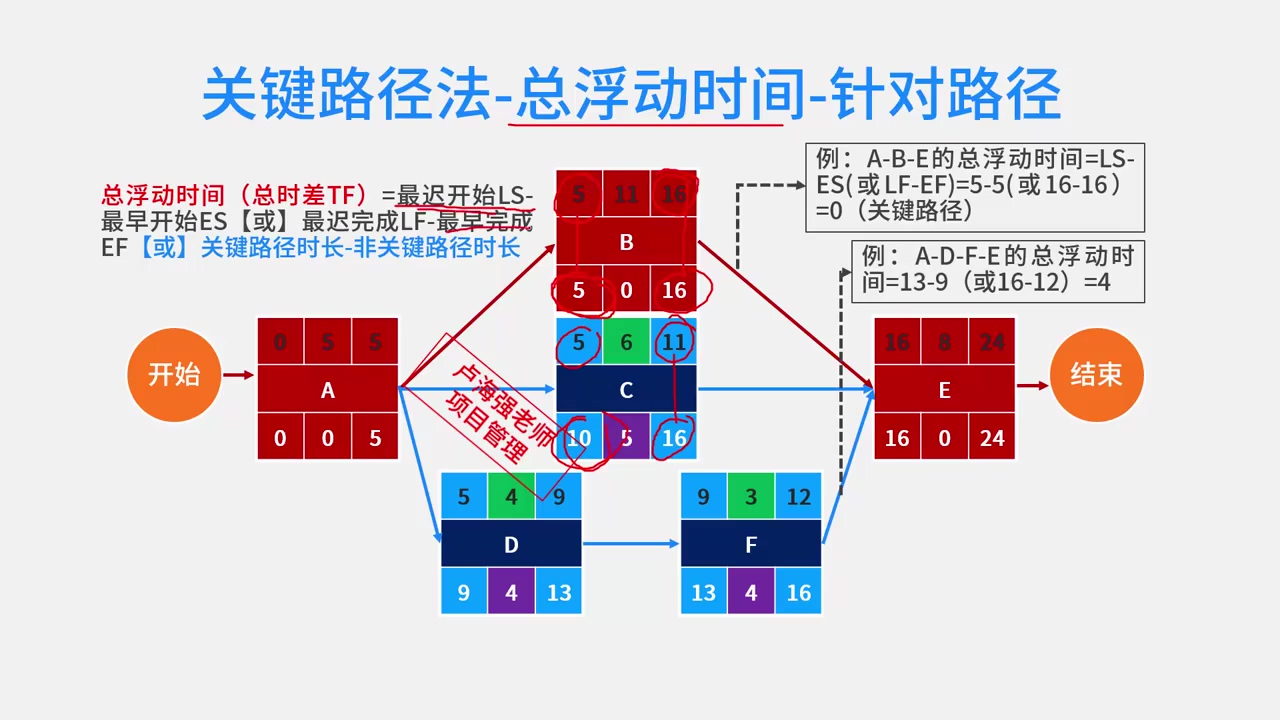 关键路径法-总浮动时间-针对路径
总浮动时间（总时差TF）=最迟开始LS-
最早开始ES【或】最迟完成LF-最早完成
EF【或】关键路径时长-非关键路径时长
例：A-B-E的总浮动时间=LS-
ES(或LF-EF)=5-5(或16-16）
=0（关键路径）
例：A-D-F-E的总浮动时
间=13-9（或16-12）=4
5 11 16
B
5 0 16
开始
0 5 5
A
0 0 5
5 6 11
C
10 5 16
16 8 24
E
16 0 24
结束
卢海强老师
项目管理
5 4 9
D
9 4 13
9 3 12
F
13 4 16